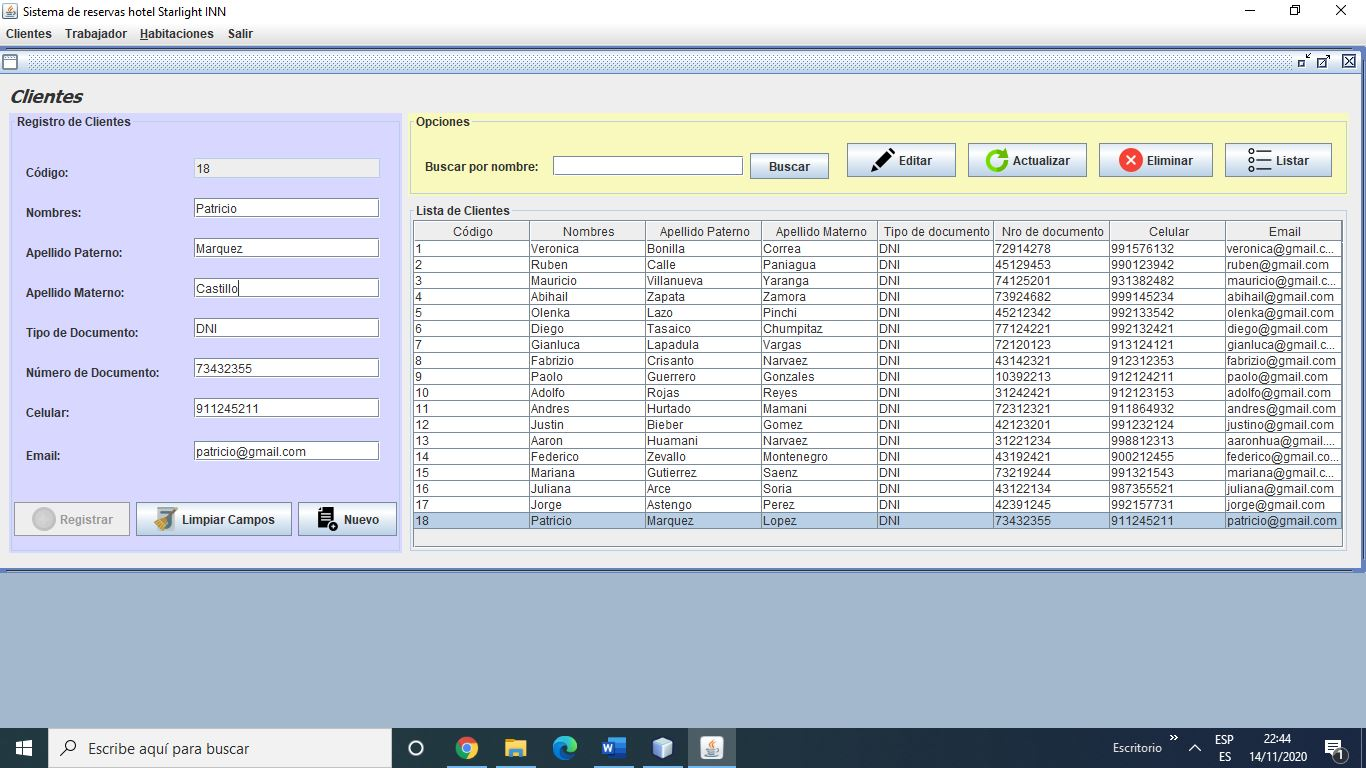 Sistema de reservas hotel Starlight INN
Clientes Trabajador Habitaciones Salir
Clientes
Registro de Clientes
Código: 18
Nombres: Patricio
Apellido Paterno: Marquez
Apellido Materno: Castillo
Tipo de Documento: DNI
Número de Documento: 73432355
Celular: 911245211
Email: patricio@gmail.com
Registrar Limpiar Campos Nuevo
Opciones
Buscar por nombre: Buscar Editar Actualizar Eliminar Listar
Lista de Clientes
Código Nombres Apellido Paterno Apellido Materno Tipo de documento Nro de documento Celular Email
1 Veronica Bonilla Correa DNI 72914278 991576132 veronica@gmail.c...
2 Ruben Calle Paniagua DNI 45129453 990123942 ruben@gmail.com
3 Mauricio Villanueva Yaranga DNI 74125201 931382482 mauricio@gmail.c...
4 Abihail Zapata Zamora DNI 73924682 999145234 abihail@gmail.com
5 Olenka Lazo Pinchi DNI 45212342 992133542 olenka@gmail.com
6 Diego Tasaico Chumpitaz DNI 77124221 992132421 diego@gmail.com
7 Gianluca Lapadula Vargas DNI 72120123 913124121 gianluca@gmail.c...
8 Fabrizio Crisanto Narvaez DNI 43142321 912312353 fabrizio@gmail.com
9 Paolo Guerrero Gonzales DNI 10392213 912124211 paolo@gmail.com
10 Adolfo Rojas Reyes DNI 31242421 912123153 adolfo@gmail.com
11 Andres Hurtado Mamani DNI 72312321 911864932 andres@gmail.com
12 Justin Bieber Gomez DNI 42123201 991232124 justino@gmail.com
13 Aaron Huamani Narvaez DNI 31221234 998812313 aaronhua@gmail....
14 Federico Zevallo Montenegro DNI 43192421 900212455 federico@gmail.co...
15 Mariana Gutierrez Saenz DNI 73219244 991321543 mariana@gmail.c...
16 Juliana Arce Soria DNI 43122134 987355521 juliana@gmail.com
17 Jorge Astengo Perez DNI 42391245 992157731 jorge@gmail.com
18 Patricio Marquez Lopez DNI 73432355 911245211 patricio@gmail.com
Escribe aquí para buscar
Escritorio
ESP
ES
22:44
14/11/2020
1